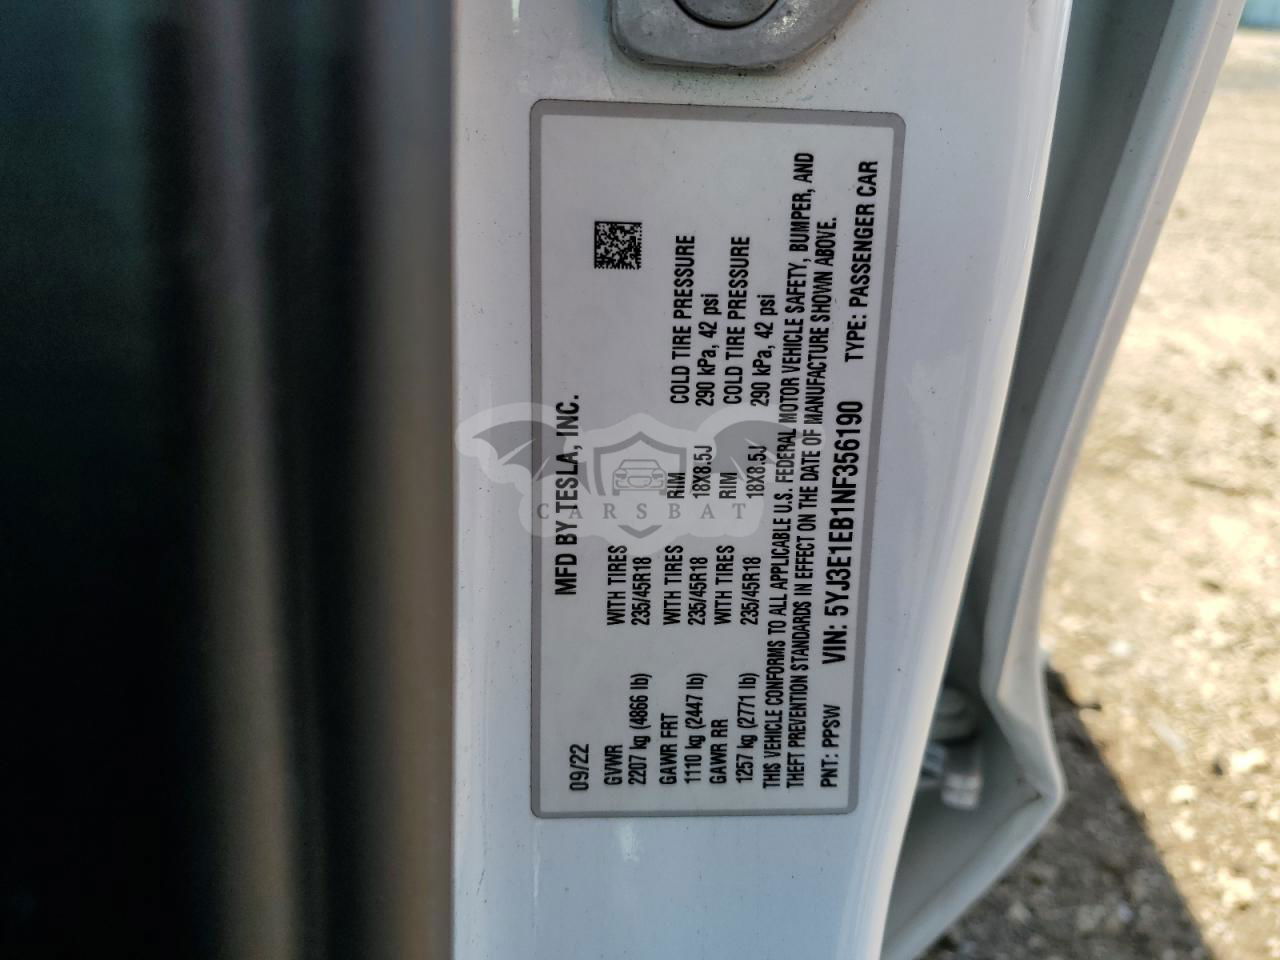 09/22 MFD BY TESLA, INC.
GVWR WITH TIRES
2207 kg (4866 lb) 235/45R18
GAWR FRT WITH TIRES RIM COLD TIRE PRESSURE
1110 kg (2447 lb) 235/45R18 18X8.5J 290 kPa, 42 psi
GAWR RR WITH TIRES RIM COLD TIRE PRESSURE
1257 kg (2771 lb) 235/45R18 18X8.5J 290 kPa, 42 psi
THIS VEHICLE CONFORMS TO ALL APPLICABLE U.S. FEDERAL MOTOR VEHICLE SAFETY, BUMPER, AND
THEFT PREVENTION STANDARDS IN EFFECT ON THE DATE OF MANUFACTURE SHOWN ABOVE.
PNT: PPSW VIN: 5YJ3E1EB1NF356190 TYPE: PASSENGER CAR
CARSBAT